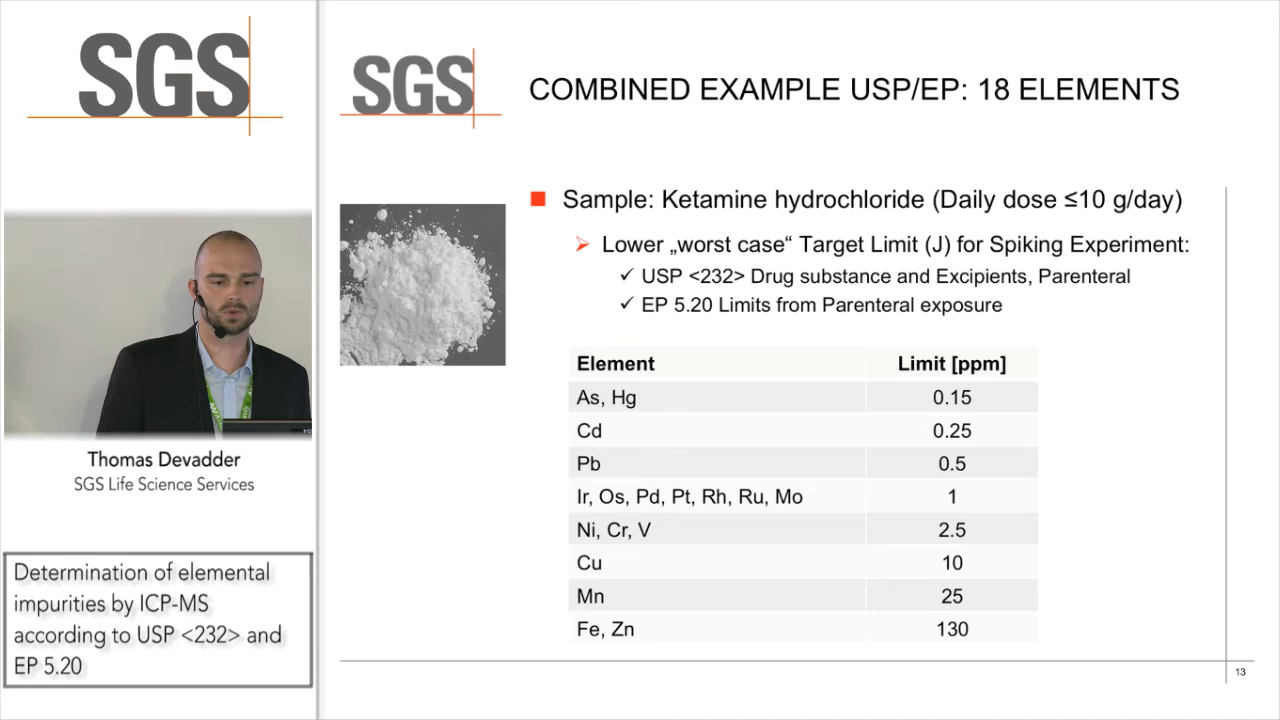 SGS
Thomas Devadder
SGS Life Science Services
Determination of elemental
impurities by ICP-MS
according to USP <232> and
EP 5.20
SGS
COMBINED EXAMPLE USP/EP: 18 ELEMENTS
Sample: Ketamine hydrochloride (Daily dose ≤10 g/day)
Lower „worst case“ Target Limit (J) for Spiking Experiment:
USP <232> Drug substance and Excipients, Parenteral
EP 5.20 Limits from Parenteral exposure
Element Limit [ppm]
As, Hg 0.15
Cd 0.25
Pb 0.5
Ir, Os, Pd, Pt, Rh, Ru, Mo 1
Ni, Cr, V 2.5
Cu 10
Mn 25
Fe, Zn 130
13